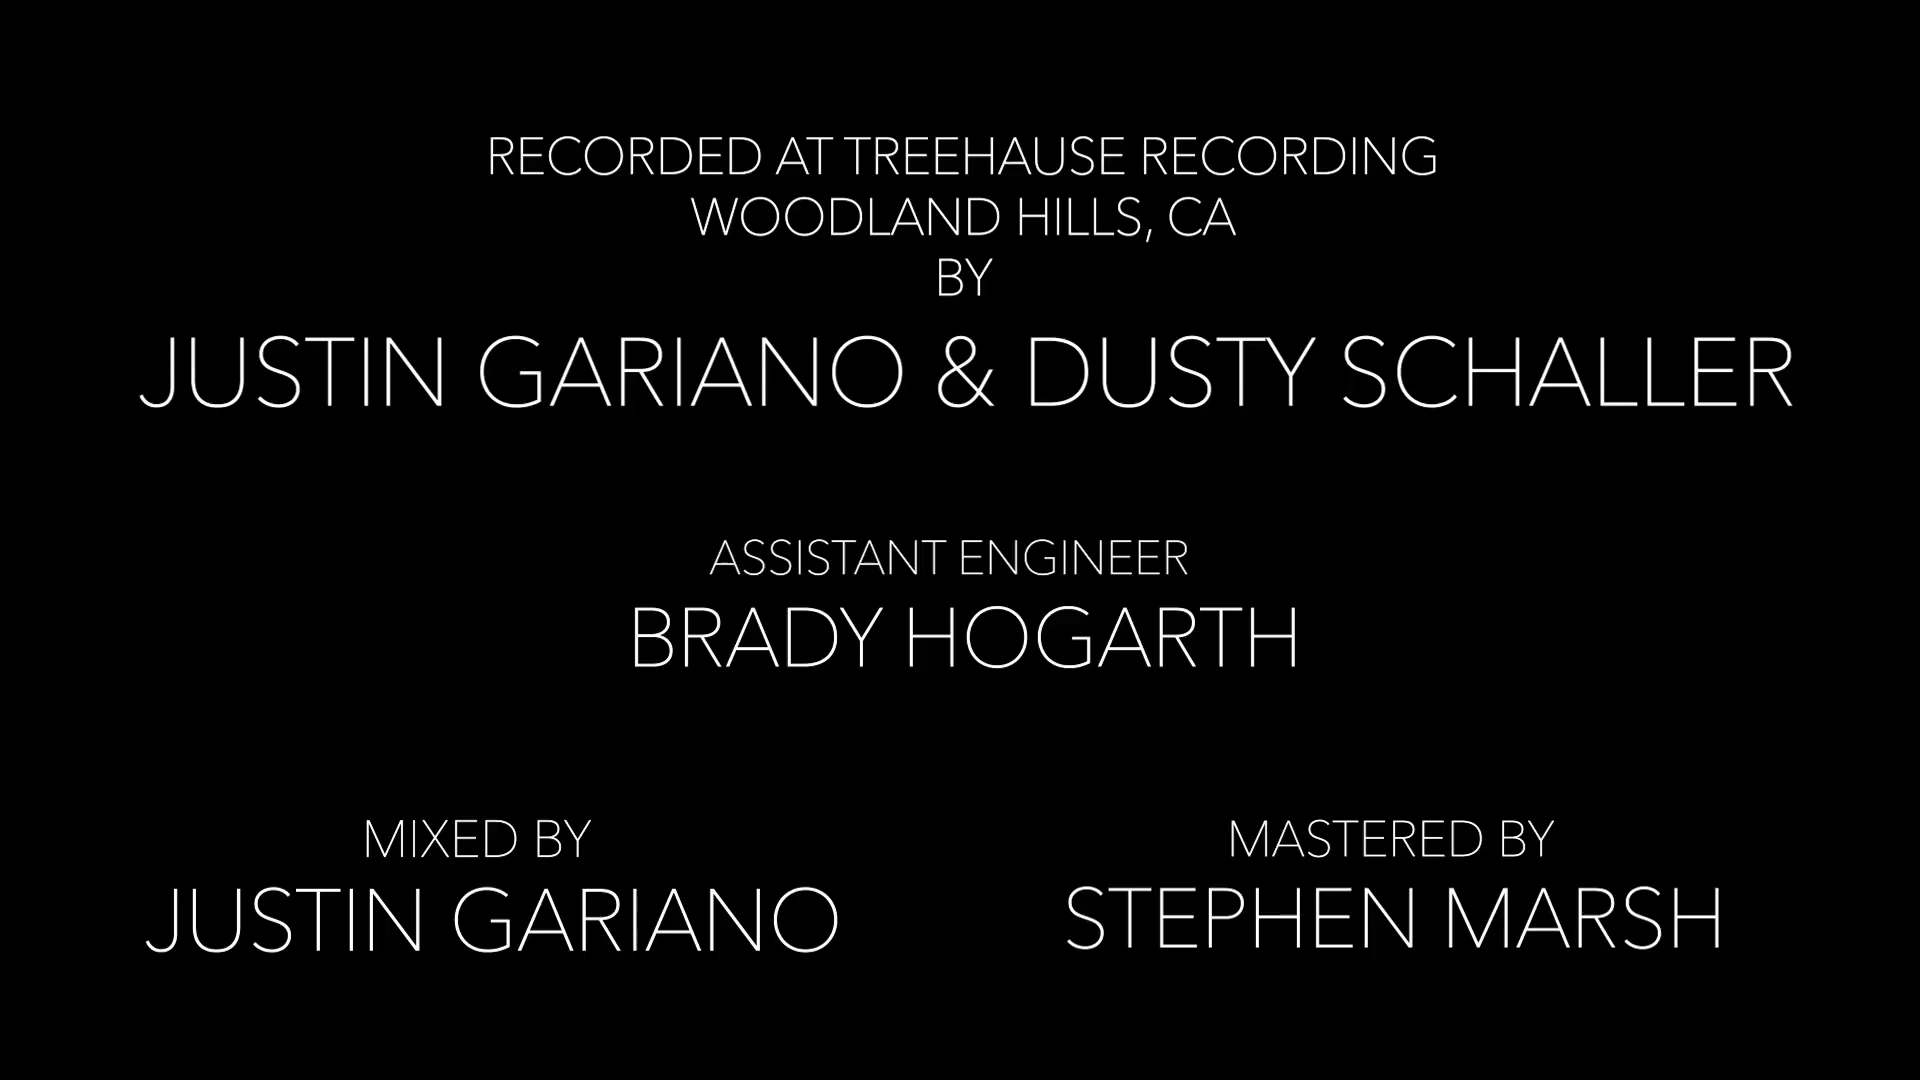 RECORDED AT TREEHAUSE RECORDING
WOODLAND HILLS, CA
BY
JUSTIN GARIANO & DUSTY SCHALLER
ASSISTANT ENGINEER
BRADY HOGARTH
MIXED BY
JUSTIN GARIANO
MASTERED BY
STEPHEN MARSH